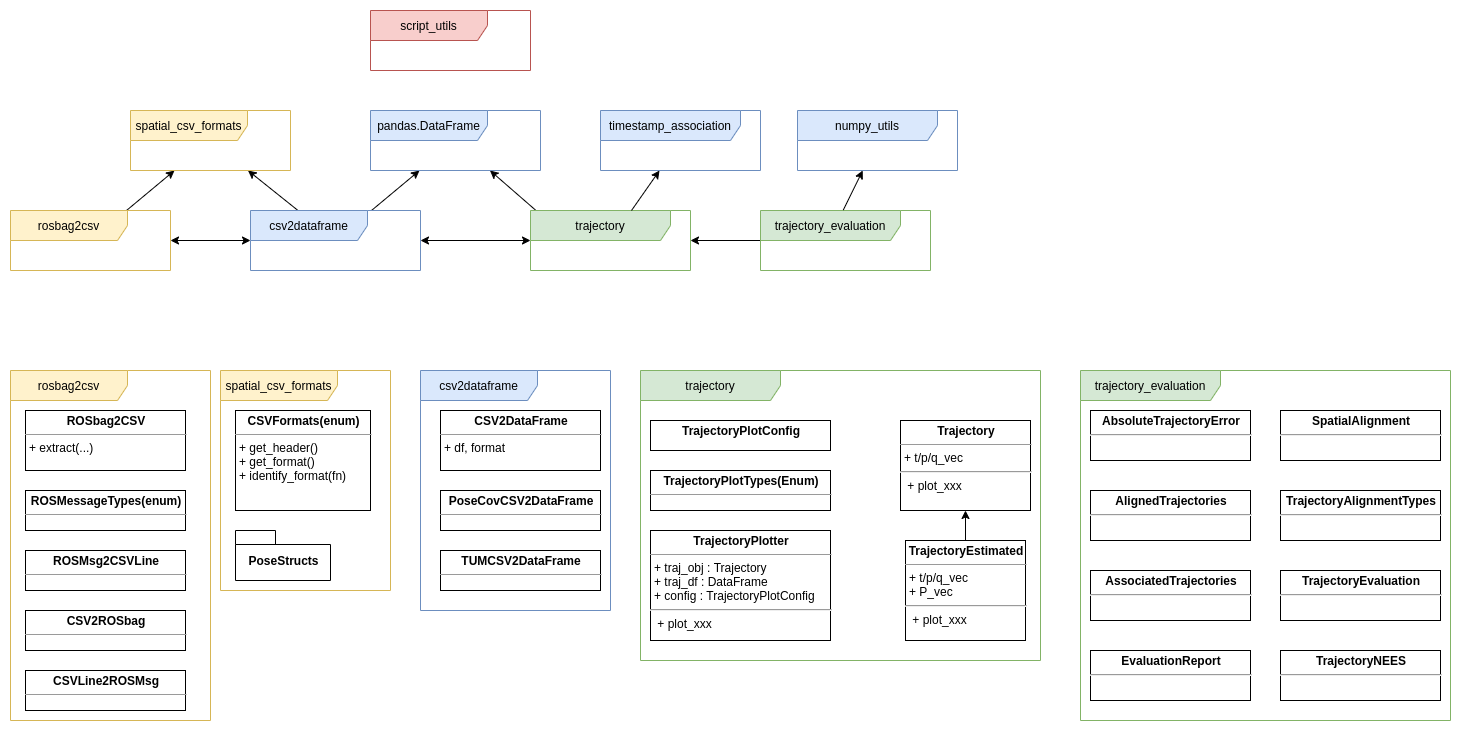 script_utils
spatial_csv_formats
pandas.DataFrame
timestamp_association
numpy_utils
rosbag2csv
csv2dataframe
trajectory
trajectory_evaluation
rosbag2csv
ROSbag2CSV
+ extract(...)
ROSMessageTypes(enum)
ROSMsg2CSVLine
CSV2ROSbag
CSVLine2ROSMsg
spatial_csv_formats
CSVFormats(enum)
+ get_header()
+ get_format()
+ identify_format(fn)
PoseStructs
csv2dataframe
CSV2DataFrame
+ df, format
PoseCovCSV2DataFrame
TUMCSV2DataFrame
trajectory
TrajectoryPlotConfig
TrajectoryPlotTypes(Enum)
TrajectoryPlotter
+ traj_obj : Trajectory
+ traj_df : DataFrame
+ config : TrajectoryPlotConfig
+ plot_xxx
Trajectory
+ t/p/q_vec
+ plot_xxx
TrajectoryEstimated
+ t/p/q_vec
+ P_vec
+ plot_xxx
trajectory_evaluation
AbsoluteTrajectoryError
SpatialAlignment
AlignedTrajectories
TrajectoryAlignmentTypes
AssociatedTrajectories
TrajectoryEvaluation
EvaluationReport
TrajectoryNEES